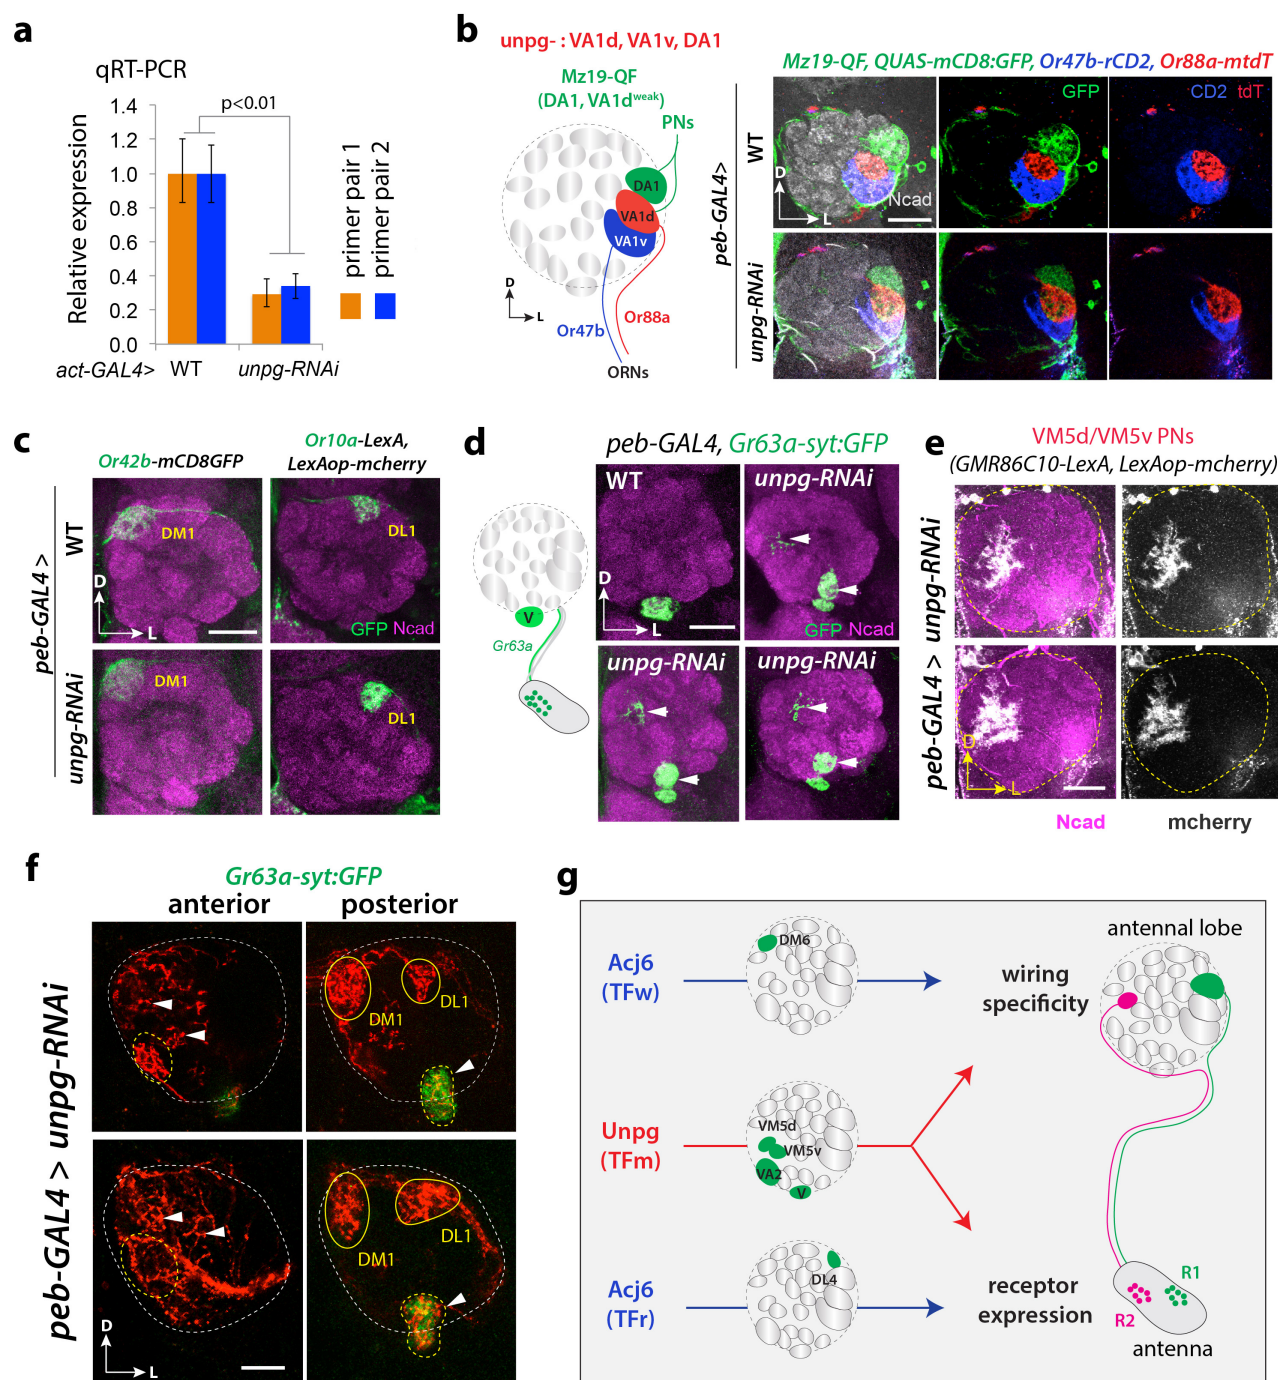 a
qRT-PCR
p<0.01
1.4
1.2
1.0
0.8
0.6
0.4
0.2
0.0
Relative expression
act-GAL4>
WT
unpg-RNAi
primer pair 1
primer pair 2
b
unpg- : VA1d, VA1v, DA1
Mz19-QF
(DA1, VA1dweak)
PNs
DA1
VA1d
VA1v
D
L
Or47b
Or88a
ORNs
Mz19-QF, QUAS-mCD8:GFP, Or47b-rCD2, Or88a-mtdT
peb-GAL4>
WT
unpg-RNAi
D
L
Ncad
GFP
CD2
tdT
c
Or42b-mCD8GFP
Or10a-LexA,
LexAop-mcherry
peb-GAL4 >
WT
unpg-RNAi
DM1
DL1
D
L
GFP Ncad
DM1
DL1
d
peb-GAL4, Gr63a-syt:GFP
V
Gr63a
WT
unpg-RNAi
D
L
GFP Ncad
unpg-RNAi
unpg-RNAi
e
VM5d/VM5v PNs
(GMR86C10-LexA, LexAop-mcherry)
peb-GAL4 > unpg-RNAi
D
L
Ncad
mcherry
f
Gr63a-syt:GFP
anterior
posterior
peb-GAL4 > unpg-RNAi
DM1
DL1
DM1
DL1
D
L
g
Acj6
(TFw)
DM6
wiring
specificity
antennal lobe
Unpg
(TFm)
VM5d
VM5v
VA2
V
Acj6
(TFr)
DL4
receptor
expression
R1
R2
antenna